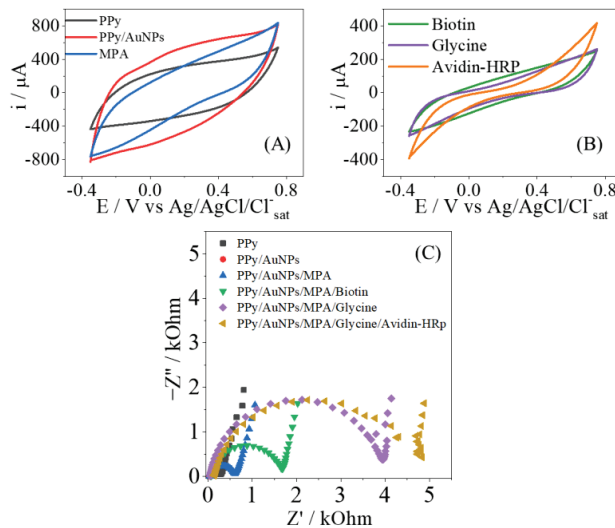 800
400
0
-400
-800
i / μA
PPy
PPy/AuNPs
MPA
(A)
-0.4 0.0 0.4 0.8
E / V vs Ag/AgCl/Cl⁻sat
400
200
0
-200
-400
i / μA
Biotin
Glycine
Avidin-HRP
(B)
-0.4 0.0 0.4 0.8
E / V vs Ag/AgCl/Cl⁻sat
5
4
3
2
1
0
−Z'' / kOhm
PPy
PPy/AuNPs
PPy/AuNPs/MPA
PPy/AuNPs/MPA/Biotin
PPy/AuNPs/MPA/Glycine
PPy/AuNPs/MPA/Glycine/Avidin-HRp
(C)
0 1 2 3 4 5
Z' / kOhm